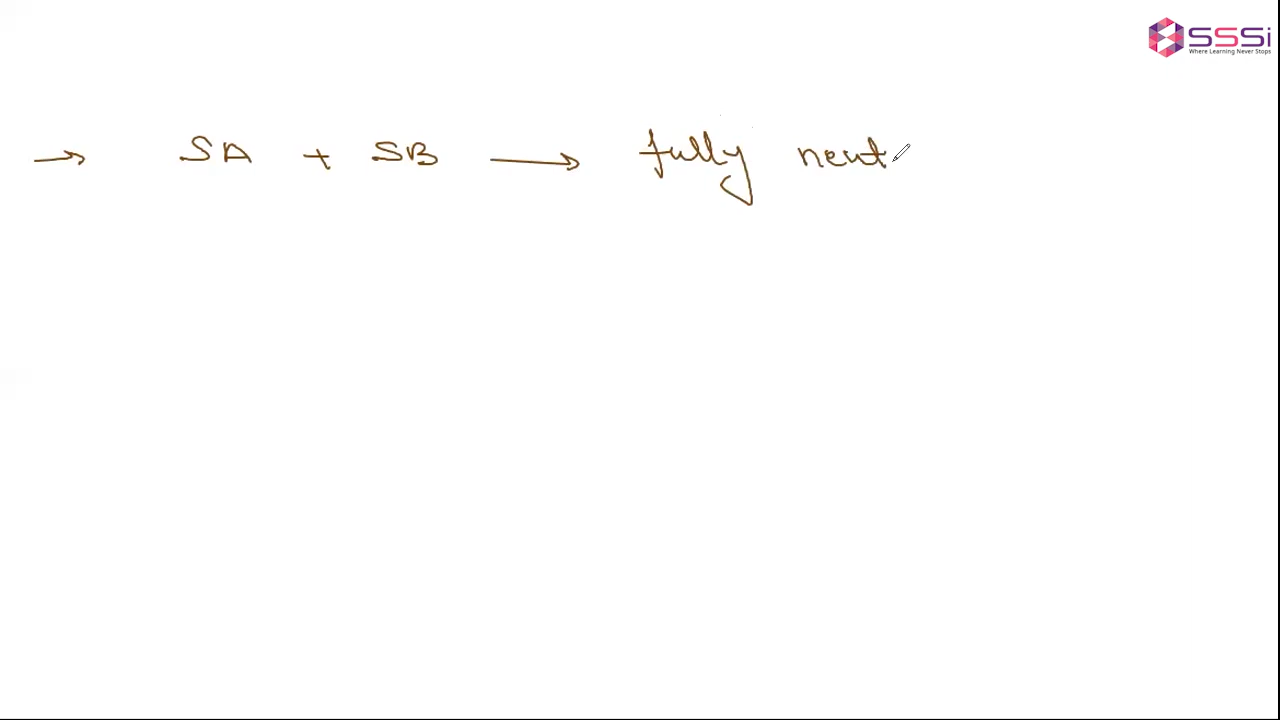 SSSi
Where Learning Never Stops
→ SA + SB → fully neut